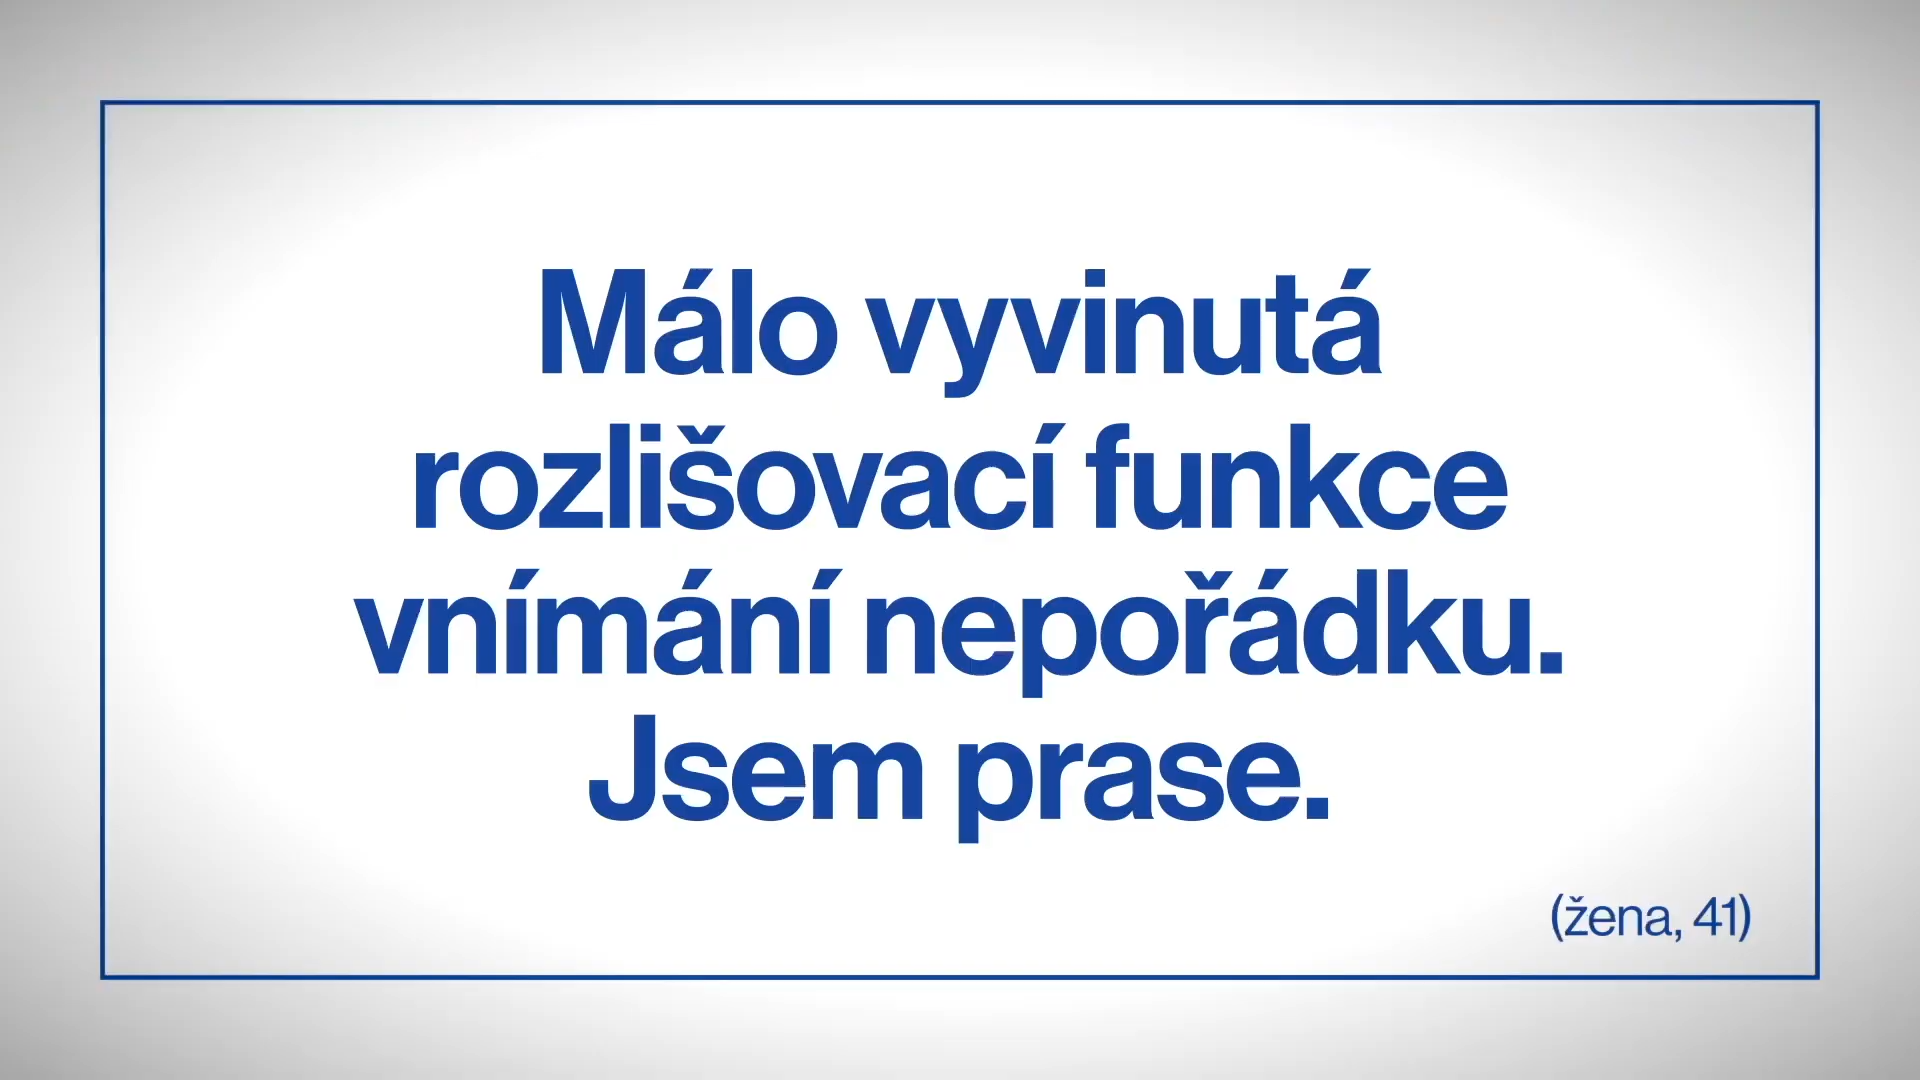 Málo vyvinutá
rozlišovací funkce
vnímání nepořádku.
Jsem prase.
(žena, 41)